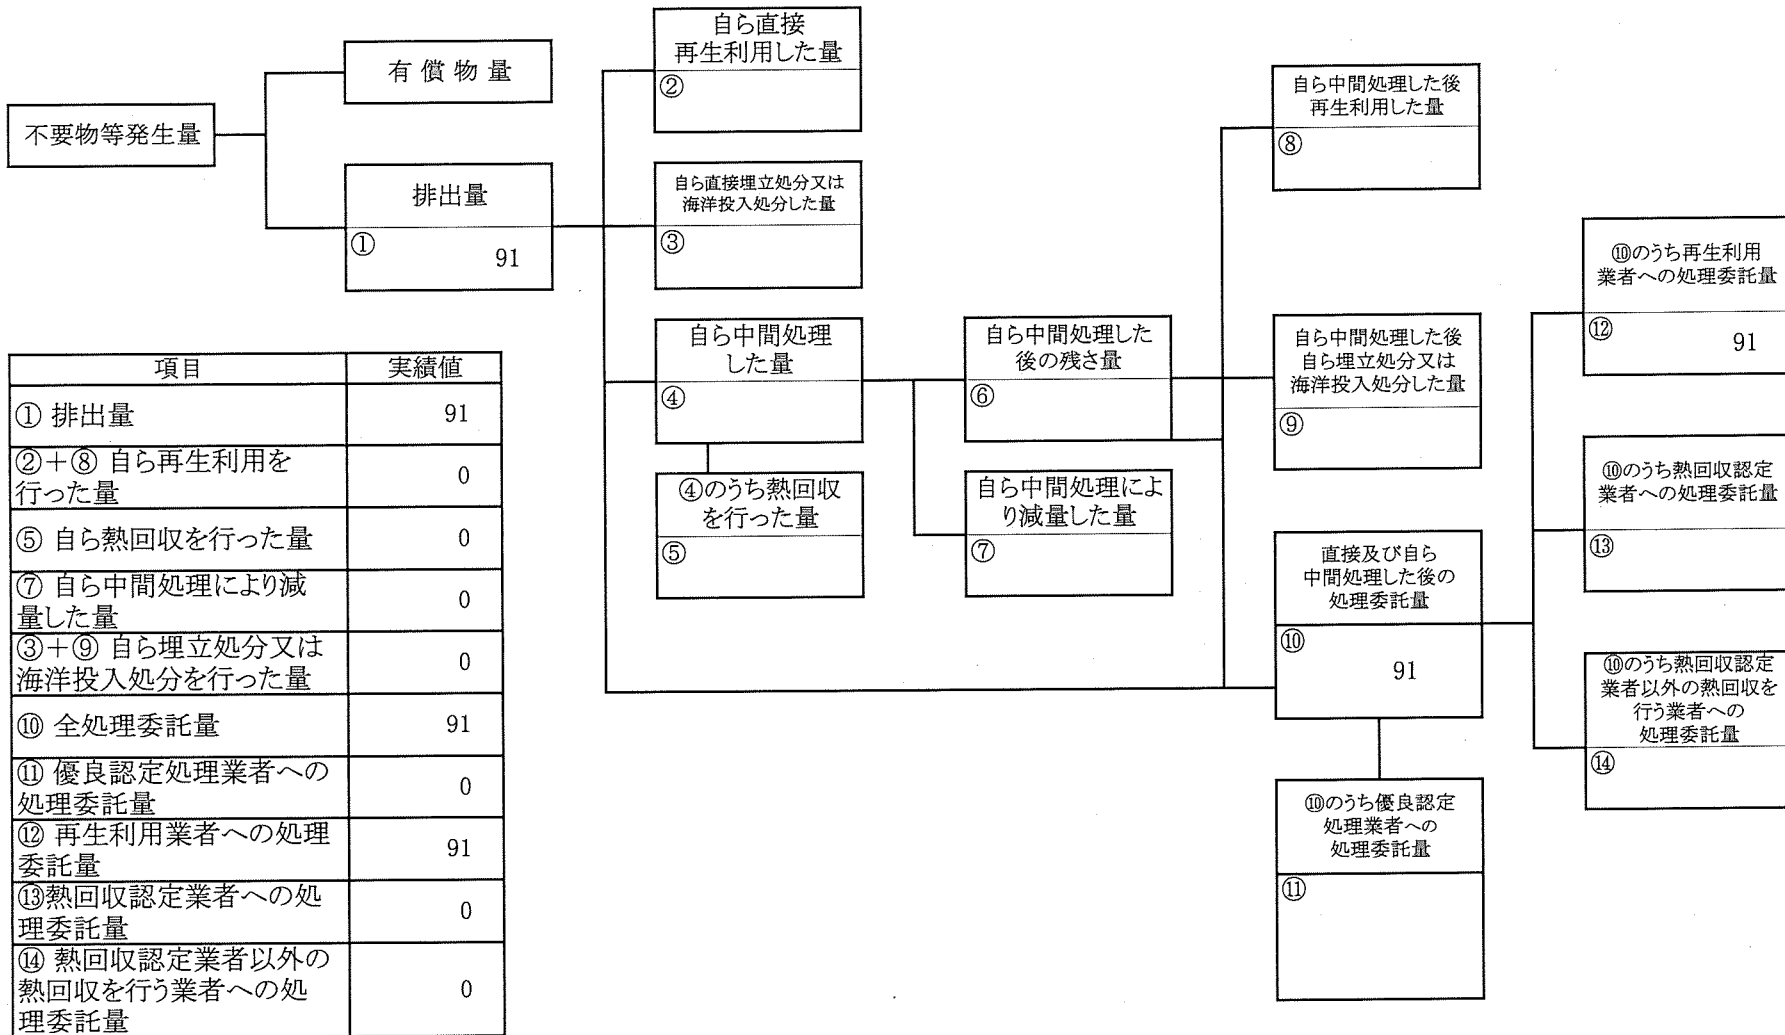 不要物等発生量
有償物量
排出量
①
91
自ら直接
再生利用した量
②
自ら直接埋立処分又は
海洋投入処分した量
③
自ら中間処理
した量
④
④のうち熱回収
を行った量
⑤
自ら中間処理した
後の残さ量
⑥
自ら中間処理によ
り減量した量
⑦
自ら中間処理した後
再生利用した量
⑧
自ら中間処理した後
自ら埋立処分又は
海洋投入処分した量
⑨
直接及び自ら
中間処理した後の
処理委託量
⑩
91
⑩のうち優良認定
処理業者への
処理委託量
⑪
⑩のうち再生利用
業者への処理委託量
⑫
91
⑩のうち熱回収認定
業者への処理委託量
⑬
⑩のうち熱回収認定
業者以外の熱回収を
行う業者への
処理委託量
⑭
項目 実績値
① 排出量 91
②+⑧ 自ら再生利用を
行った量 0
⑤ 自ら熱回収を行った量 0
⑦ 自ら中間処理により減
量した量 0
③+⑨ 自ら埋立処分又は
海洋投入処分を行った量 0
⑩ 全処理委託量 91
⑪ 優良認定処理業者への
処理委託量 0
⑫ 再生利用業者への処理
委託量 91
⑬熱回収認定業者への処
理委託量 0
⑭ 熱回収認定業者以外の
熱回収を行う業者への処
理委託量 0